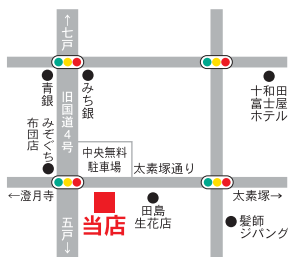 ←七戸
青銀
みち銀
十和田
富士屋
ホテル
旧国道4号
みぞぐち
布団店
中央無料
駐車場
太素塚通り
←澄月寺
五戸→
当店
田島
生花店
太素塚→
髪師
ジパング